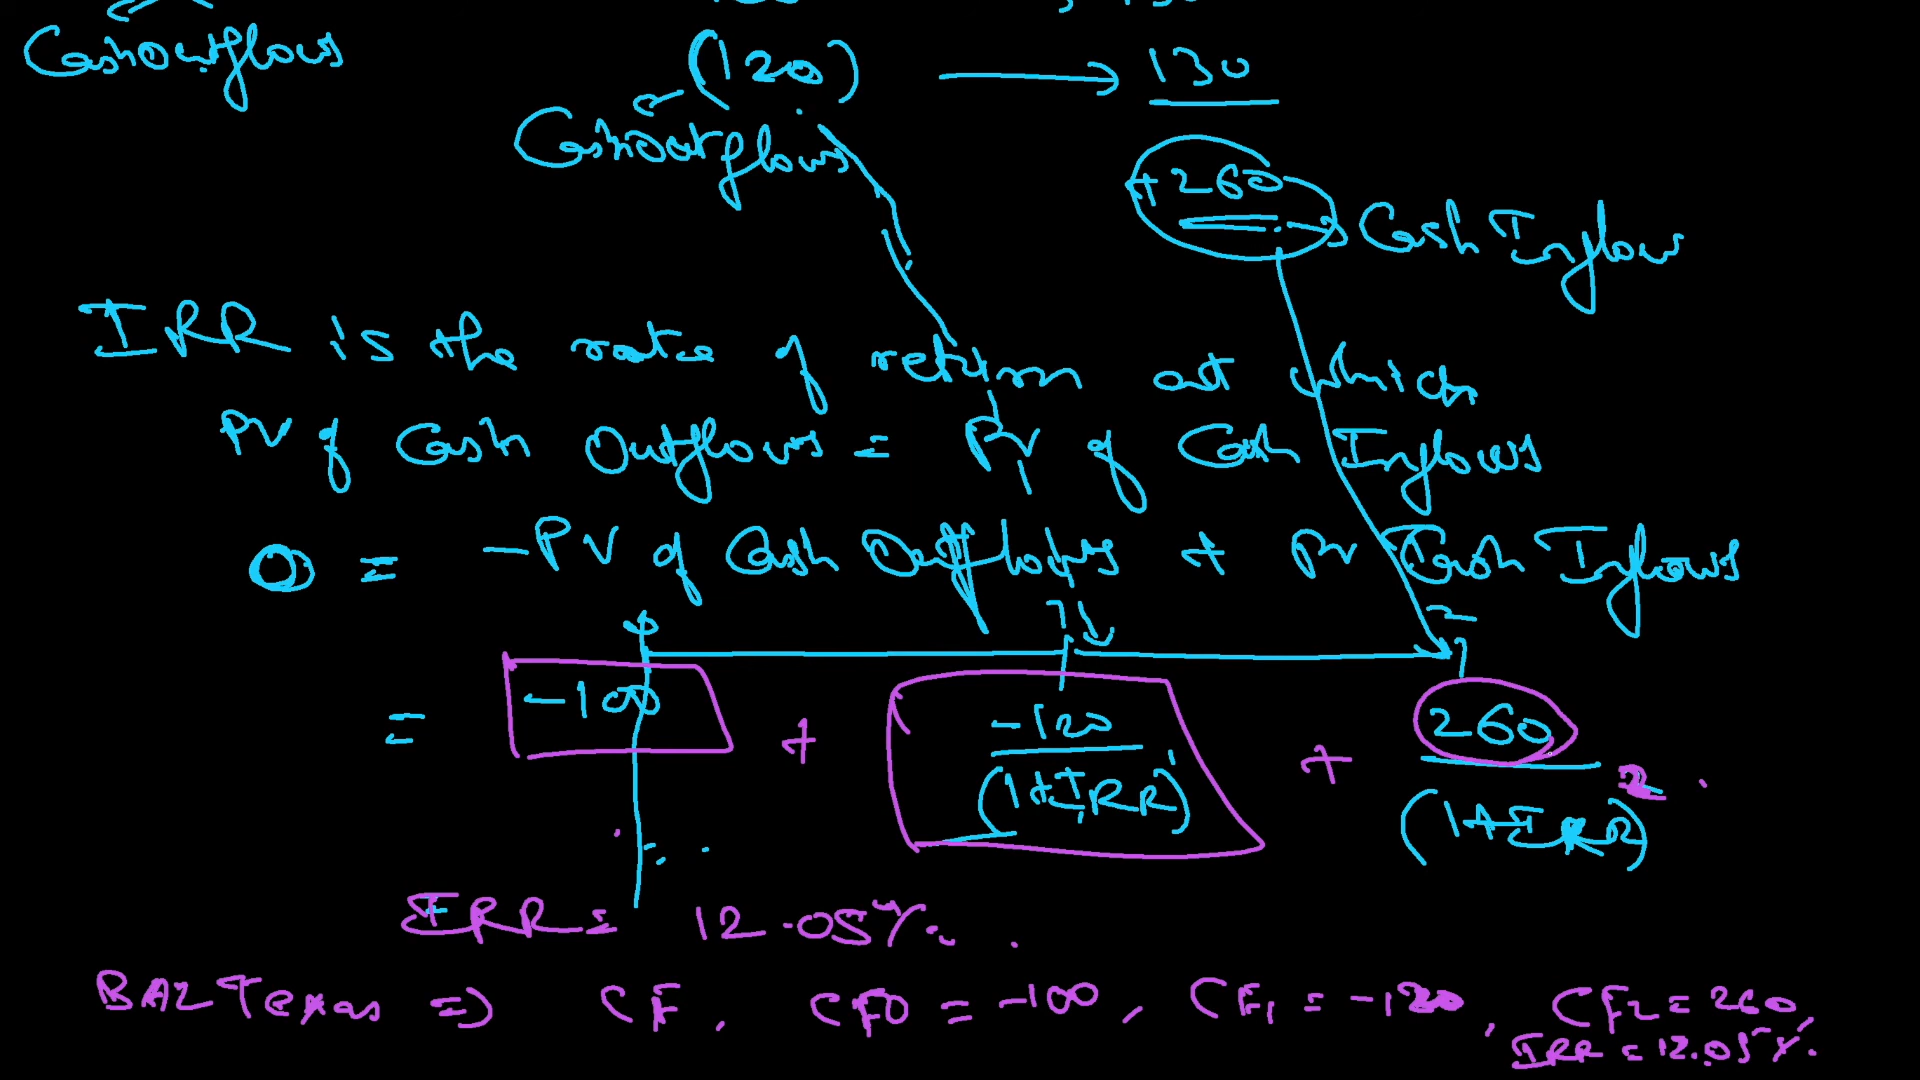 Cashoutflows (120) → 130
Cashoutflows
+260 → Cash Inflow
IRR is the rate of return at which
PV of Cash Outflows = PV of Cash Inflows
0 = -PV of Cash Outflows + PV Cash Inflows
= -100 + -120/(1+IRR)^1 + 260/(1+IRR)^2
IRR = 12.05%
BA2 Texas => CF, CF0 = -100, CF1 = -120, CF2 = 260,
IRR = 12.05%.